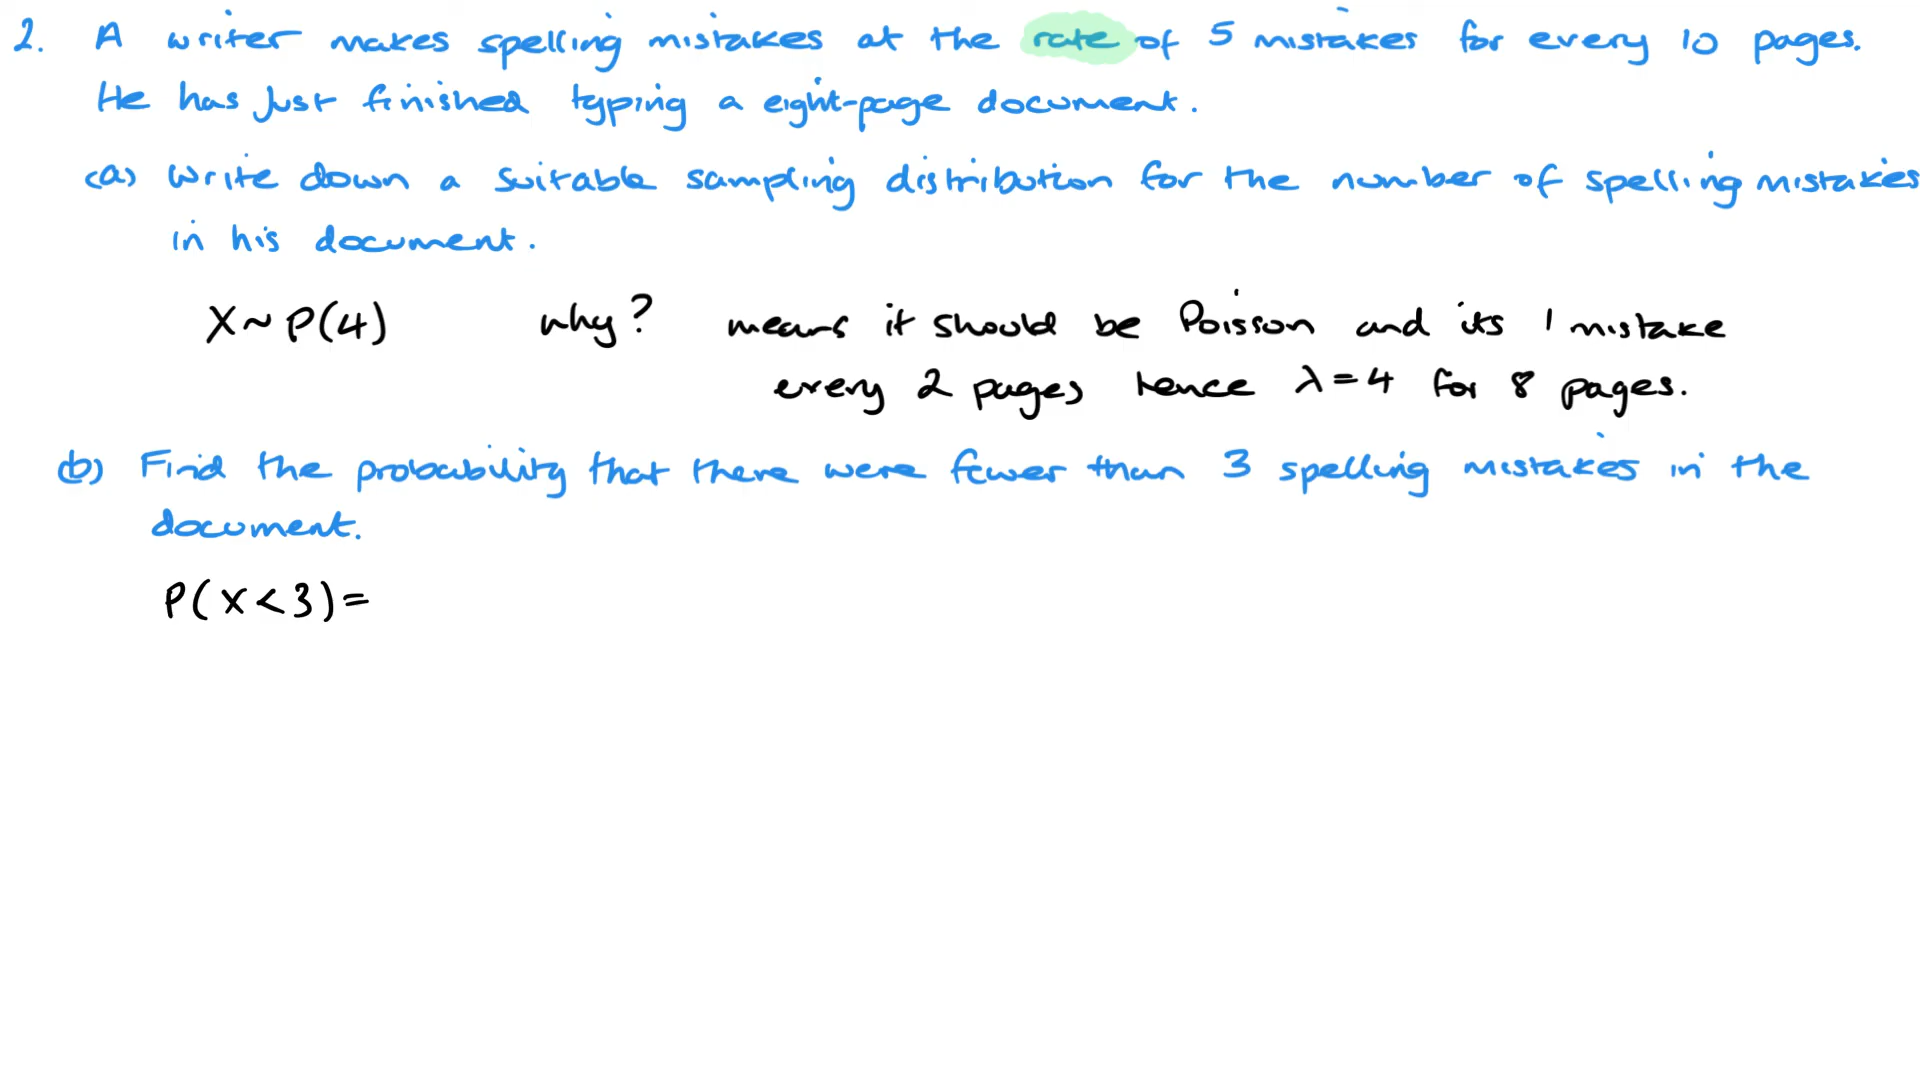 2. A writer makes spelling mistakes at the rate of 5 mistakes for every 10 pages.
He has just finished typing a eight-page document.
(a) Write down a suitable sampling distribution for the number of spelling mistakes
in his document.
X~P(4) why? means it should be Poisson and its 1 mistake
every 2 pages hence λ=4 for 8 pages.
(b) Find the probability that there were fewer than 3 spelling mistakes in the
document.
P(X<3)=